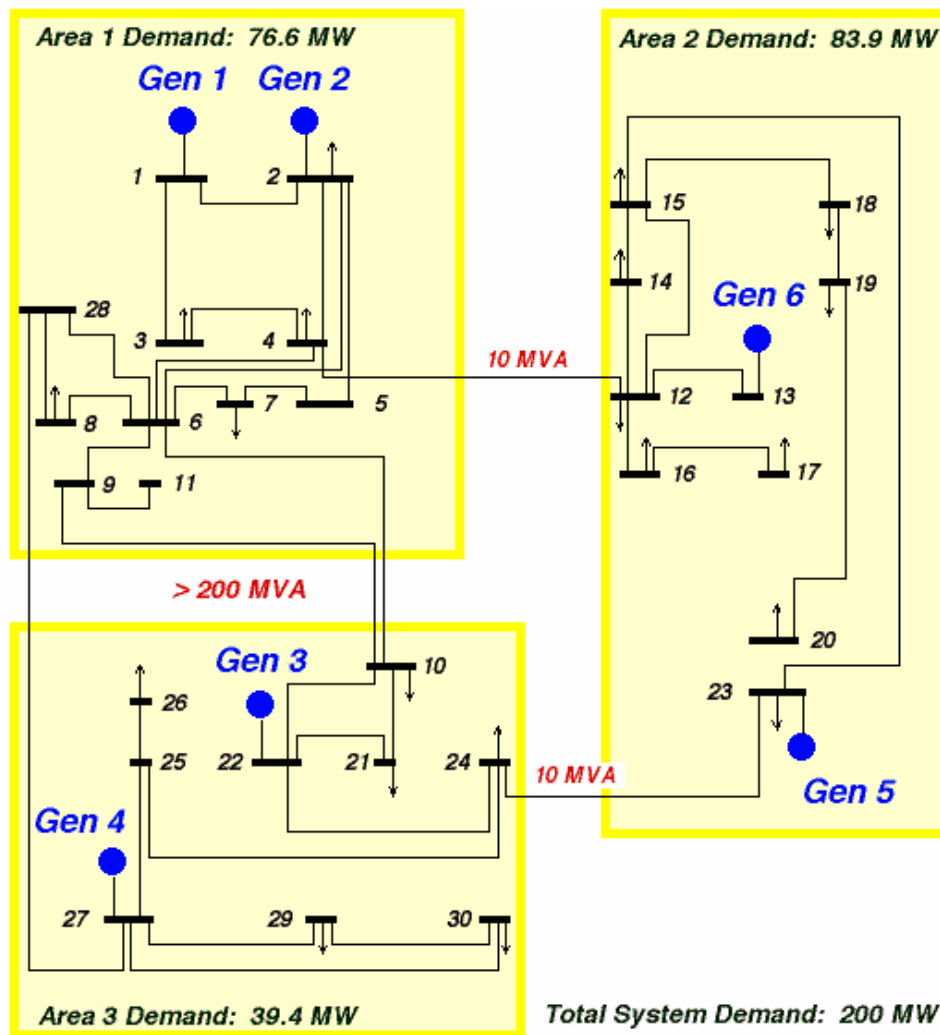 Area 1 Demand: 76.6 MW
Area 2 Demand: 83.9 MW
Gen 1
Gen 2
1
2
15
18
28
14
19
Gen 6
3
4
10 MVA
12
13
8
6
7
5
16
17
9
11
> 200 MVA
20
Gen 3
10
23
26
25
22
21
24
10 MVA
Gen 5
Gen 4
27
29
30
Area 3 Demand: 39.4 MW
Total System Demand: 200 MW